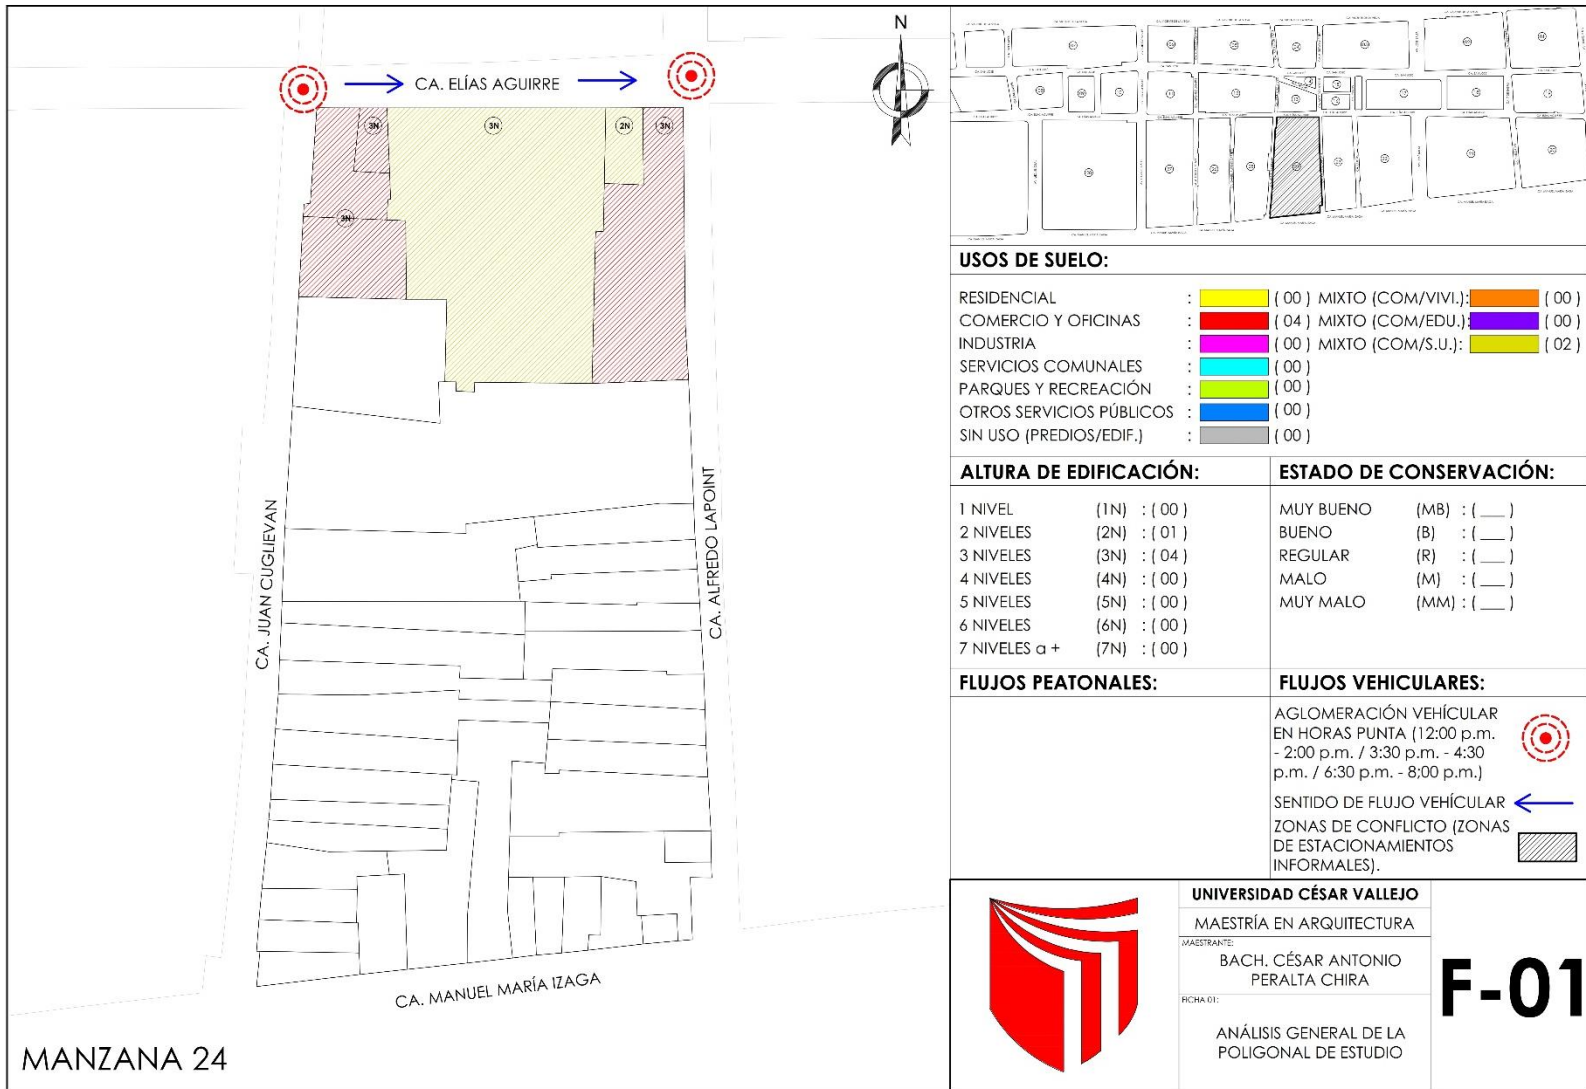 N
CA. ELÍAS AGUIRRE
3N
3N
2N
3N
3N
CA. JUAN CUGLIEVAN
CA. ALFREDO LAPOINT
CA. MANUEL MARÍA IZAGA
MANZANA 24
USOS DE SUELO:
RESIDENCIAL : ( 00 ) MIXTO (COM/VIVI.): ( 00 )
COMERCIO Y OFICINAS : ( 04 ) MIXTO (COM/EDU.): ( 00 )
INDUSTRIA : ( 00 ) MIXTO (COM/S.U.): ( 02 )
SERVICIOS COMUNALES : ( 00 )
PARQUES Y RECREACIÓN : ( 00 )
OTROS SERVICIOS PÚBLICOS : ( 00 )
SIN USO (PREDIOS/EDIF.) : ( 00 )
ALTURA DE EDIFICACIÓN:
1 NIVEL (1N) : ( 00 )
2 NIVELES (2N) : ( 01 )
3 NIVELES (3N) : ( 04 )
4 NIVELES (4N) : ( 00 )
5 NIVELES (5N) : ( 00 )
6 NIVELES (6N) : ( 00 )
7 NIVELES a + (7N) : ( 00 )
ESTADO DE CONSERVACIÓN:
MUY BUENO (MB) : ( ___ )
BUENO (B) : ( ___ )
REGULAR (R) : ( ___ )
MALO (M) : ( ___ )
MUY MALO (MM) : ( ___ )
FLUJOS PEATONALES:
FLUJOS VEHICULARES:
AGLOMERACIÓN VEHÍCULAR
EN HORAS PUNTA (12:00 p.m.
- 2:00 p.m. / 3:30 p.m. - 4:30
p.m. / 6:30 p.m. - 8:00 p.m.)
SENTIDO DE FLUJO VEHÍCULAR
ZONAS DE CONFLICTO (ZONAS
DE ESTACIONAMIENTOS
INFORMALES).
UNIVERSIDAD CÉSAR VALLEJO
MAESTRÍA EN ARQUITECTURA
MAESTRANTE:
BACH. CÉSAR ANTONIO
PERALTA CHIRA
FICHA 01:
ANÁLISIS GENERAL DE LA
POLIGONAL DE ESTUDIO
F-01